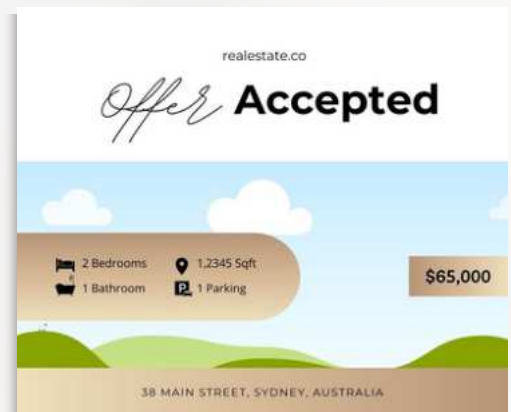 realestate.co
Offer Accepted
2 Bedrooms
1,2345 Sqft
1 Bathroom
1 Parking
$65,000
38 MAIN STREET, SYDNEY, AUSTRALIA